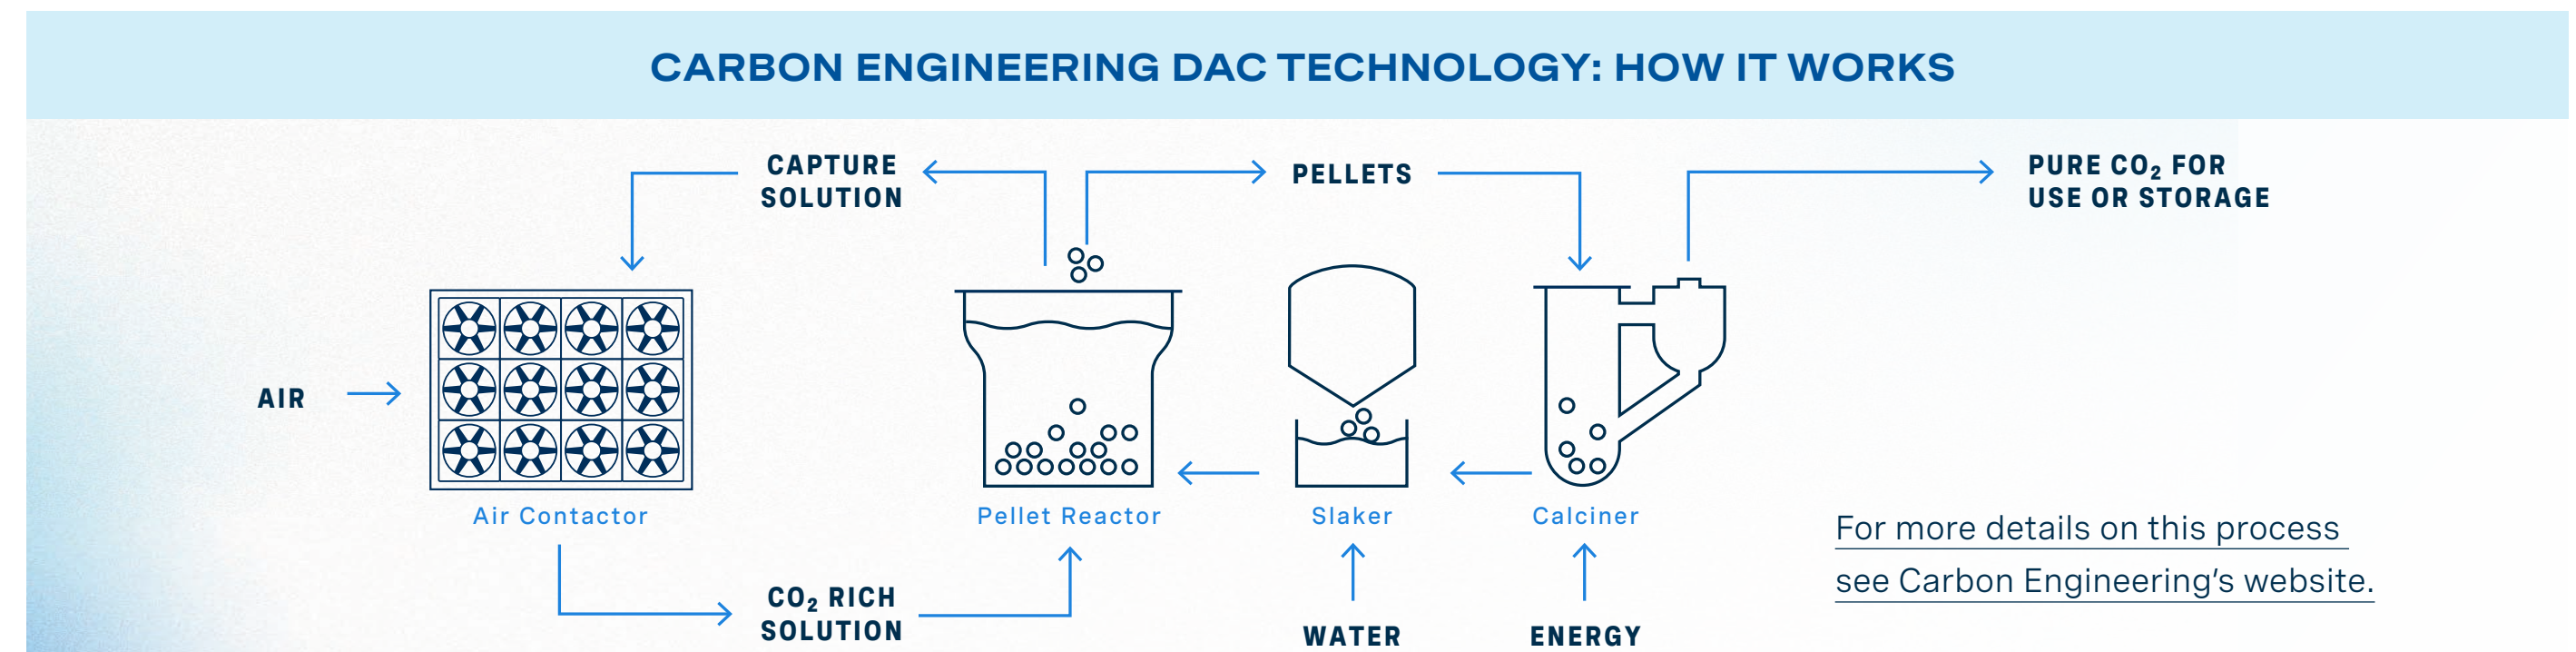 CARBON ENGINEERING DAC TECHNOLOGY: HOW IT WORKS
CAPTURE
SOLUTION
PELLETS
PURE CO₂ FOR
USE OR STORAGE
AIR
Air Contactor
Pellet Reactor
Slaker
Calciner
CO₂ RICH
SOLUTION
WATER
ENERGY
For more details on this process
see Carbon Engineering's website.